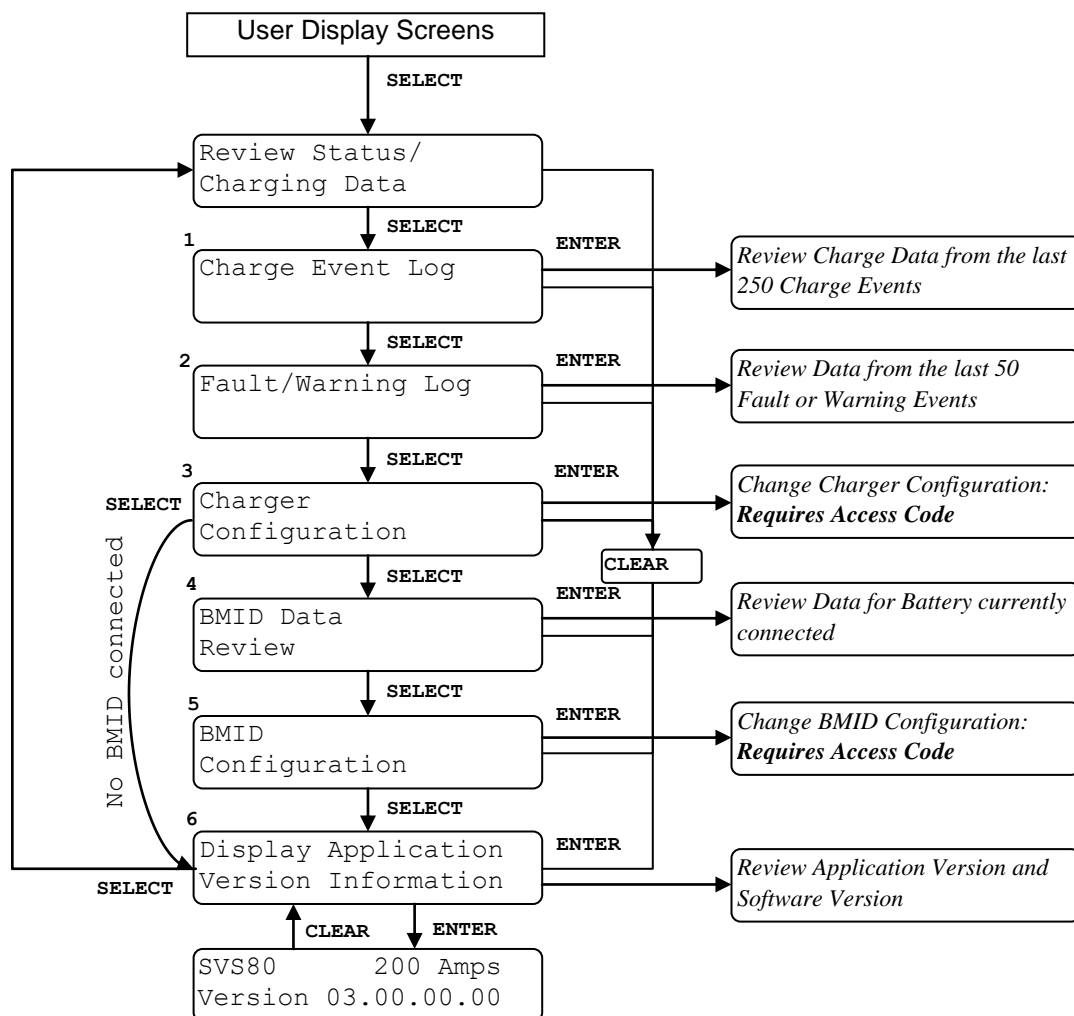 User Display Screens
SELECT
Review Status/
Charging Data
SELECT
1
Charge Event Log
ENTER
Review Charge Data from the last
250 Charge Events
SELECT
2
Fault/Warning Log
ENTER
Review Data from the last 50
Fault or Warning Events
SELECT
3
Charger
Configuration
ENTER
Change Charger Configuration:
Requires Access Code
SELECT
No BMID connected
CLEAR
SELECT
4
BMID Data
Review
ENTER
Review Data for Battery currently
connected
SELECT
5
BMID
Configuration
ENTER
Change BMID Configuration:
Requires Access Code
SELECT
6
Display Application
Version Information
ENTER
Review Application Version and
Software Version
SELECT
CLEAR
ENTER
SVS80 200 Amps
Version 03.00.00.00